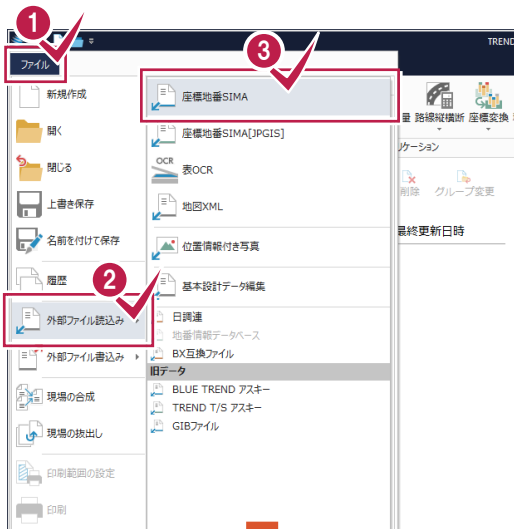 1
TREND
ファイル
3
新規作成
開く
閉じる
上書き保存
名前を付けて保存
履歴
2
外部ファイル読込み
外部ファイル書込み
現場の合成
現場の抜出し
印刷範囲の設定
印刷
座標地番SIMA
座標地番SIMA[JPGIS]
OCR
表OCR
地図XML
位置情報付き写真
基本設計データ編集
日調連
地番情報データベース
BX互換ファイル
旧データ
BLUE TREND アスキー
TREND T/S アスキー
GIBファイル
量 路線縦横断 座標変換
リケーション
削除 グループ変更
最終更新日時